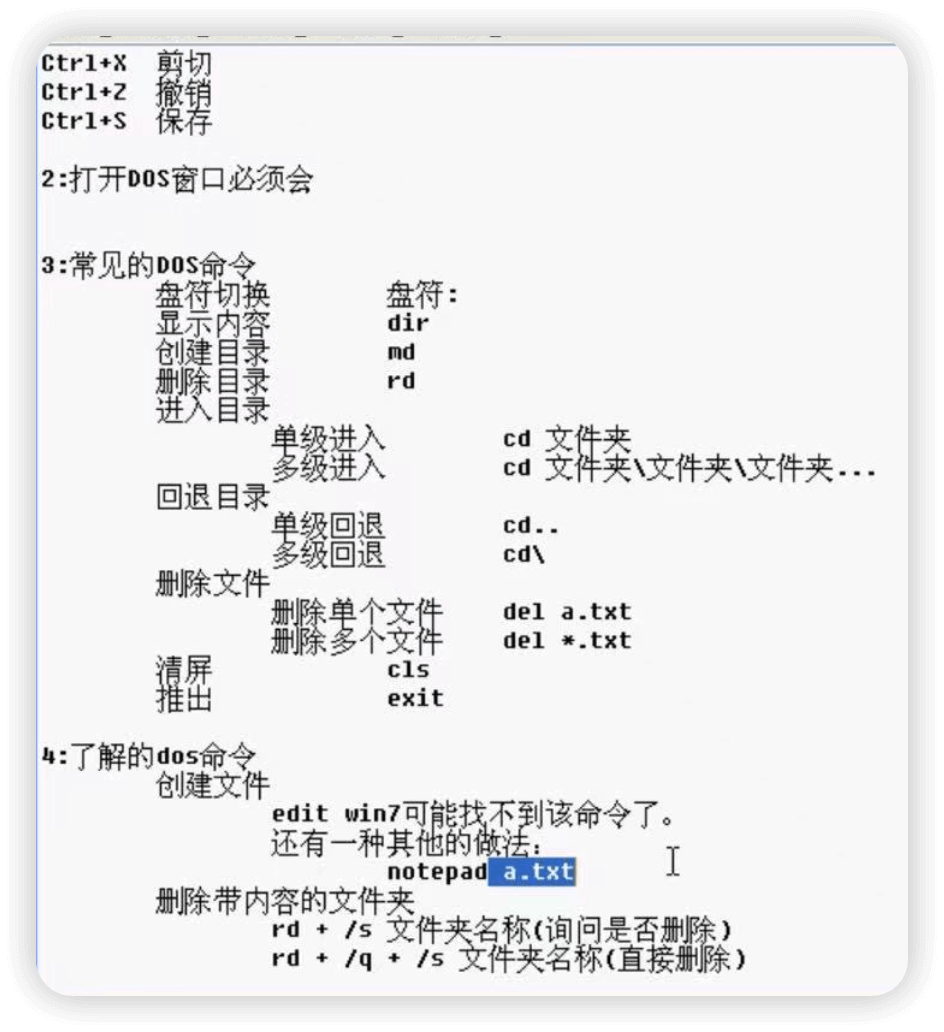 Ctrl+X 剪切
Ctrl+Z 撤销
Ctrl+S 保存
2:打开DOS窗口必须会
3:常见的DOS命令
盘符切换 盘符:
显示内容 dir
创建目录 md
删除目录 rd
进入目录
单级进入 cd 文件夹
多级进入 cd 文件夹\文件夹\文件夹...
回退目录
单级回退 cd..
多级回退 cd\
删除文件
删除单个文件 del a.txt
删除多个文件 del *.txt
清屏 cls
推出 exit
4:了解的dos命令
创建文件
edit win7可能找不到该命令了。
还有一种其他的做法:
notepad a.txt
删除带内容的文件夹
rd + /s 文件夹名称(询问是否删除)
rd + /q + /s 文件夹名称(直接删除)